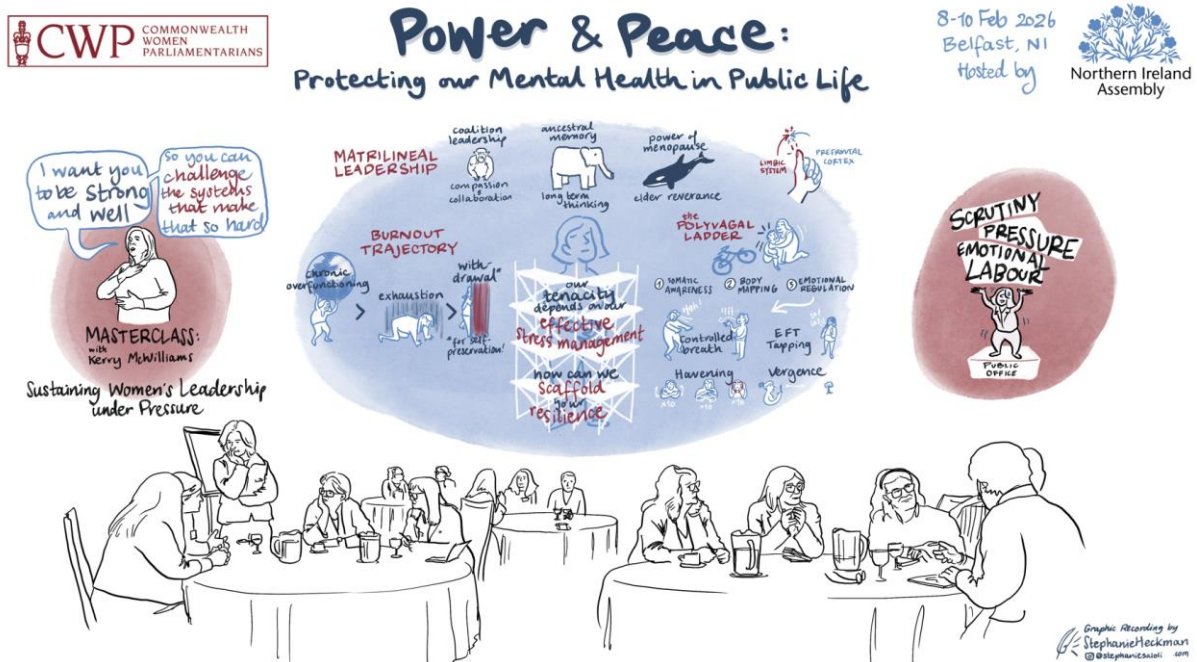 CWP
COMMONWEALTH
WOMEN
PARLIAMENTARIANS
Power & Peace:
Protecting our Mental Health in Public Life
8-10 Feb 2026
Belfast, NI
Hosted by
Northern Ireland
Assembly
I want you
to be strong
and well
so you can
challenge
the systems
that make
that so hard
MASTERCLASS:
with
Kerry McWilliams
Sustaining Women's Leadership
under Pressure
MATRILINEAL
LEADERSHIP
coalition
leadership
compassion
collaboration
ancestral
memory
long term
thinking
power of
menopause
elder reverance
LIMBIC
SYSTEM
PREFRONTAL
CORTEX
BURNOUT
TRAJECTORY
chronic
overfunctioning
>
exhaustion
>
with-
drawal*
*for self-
preservation!
our
tenacity
depends on our
effective
stress management
how can we
scaffold
your
resilience
the
POLYVAGAL
LADDER
1 SOMATIC
AWARENESS
2 BODY
MAPPING
3 EMOTIONAL
REGULATION
Controlled
breath
EFT
Tapping
Havening
x10
x10
x10
Vergence
SCRUTINY
PRESSURE
EMOTIONAL
LABOUR
PUBLIC
OFFICE
Graphic Recording by
StephanieHeckman
.com